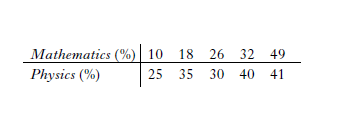 Mathematics (%) 10 18 26 32 49
Physics (%) 25 35 30 40 41